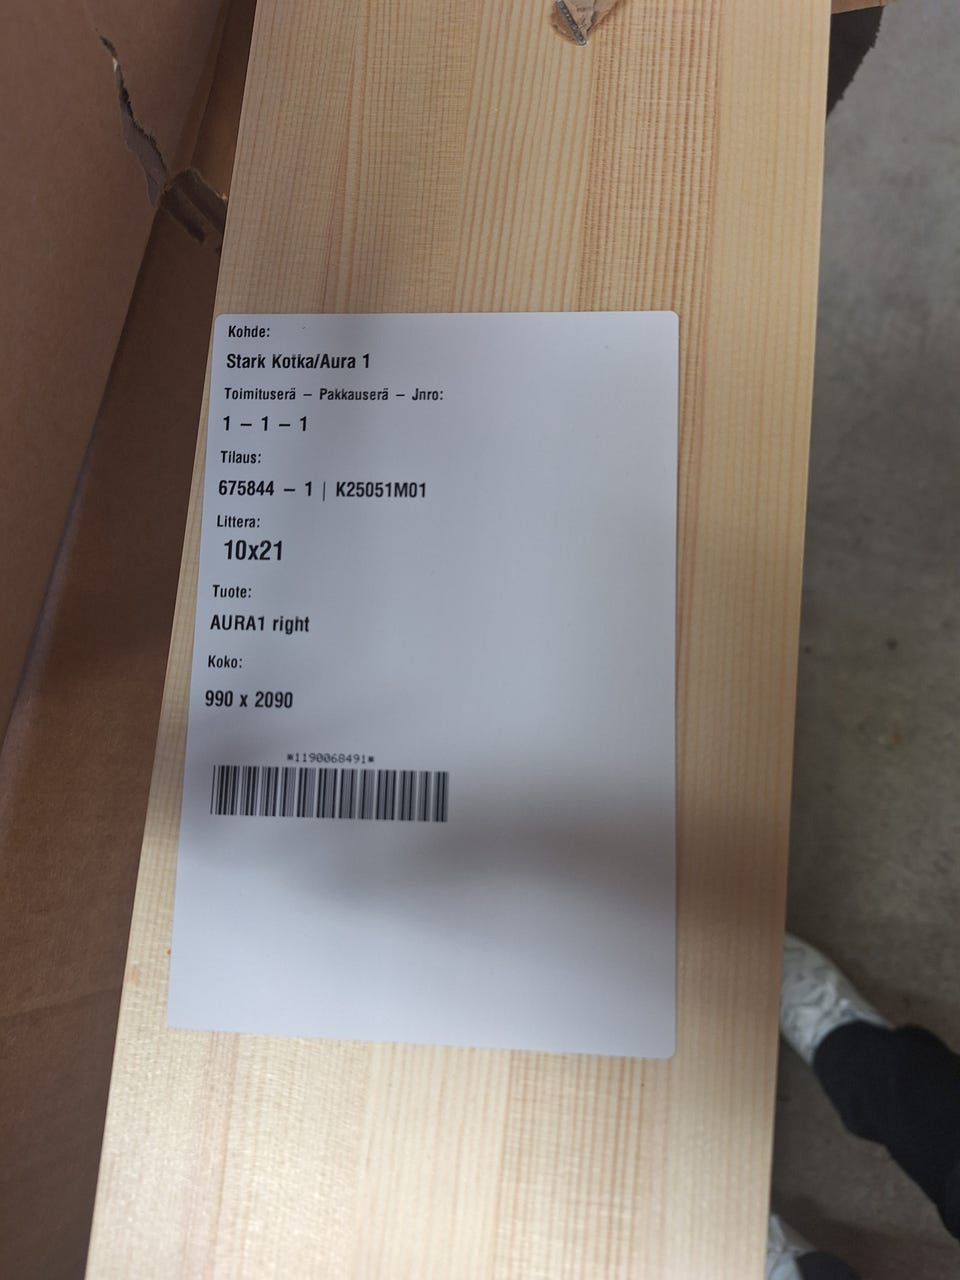 Kohde:
Stark Kotka/Aura 1
Toimituserä – Pakkauserä – Jnro:
1 – 1 – 1
Tilaus:
675844 – 1 | K25051M01
Littera:
10x21
Tuote:
AURA1 right
Koko:
990 x 2090
*1190068491*